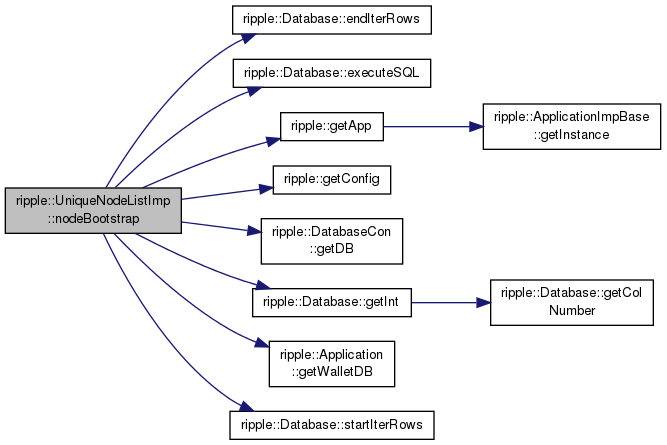 ripple::Database::endIterRows
ripple::Database::executeSQL
ripple::getApp
ripple::ApplicationImpBase
::getInstance
ripple::getConfig
ripple::UniqueNodeListImp
::nodeBootstrap
ripple::DatabaseCon
::getDB
ripple::Database::getInt
ripple::Database::getCol
Number
ripple::Application
::getWalletDB
ripple::Database::startIterRows